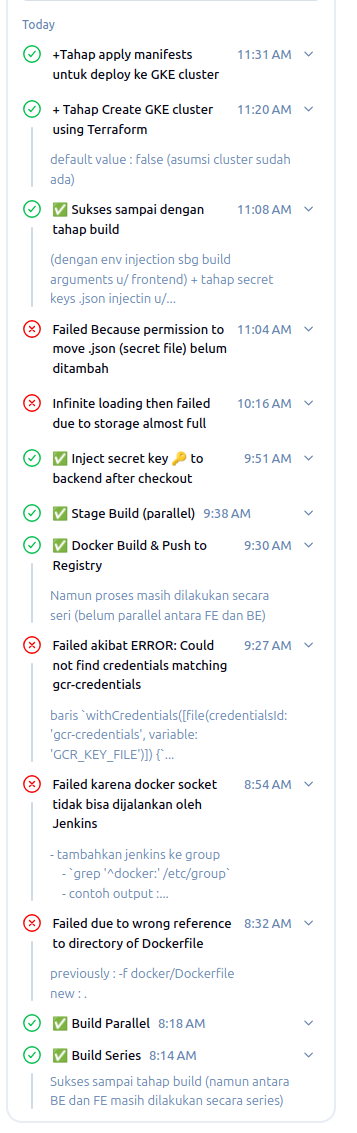 Today
+Tahap apply manifests 11:31 AM
untuk deploy ke GKE cluster
+ Tahap Create GKE cluster 11:20 AM
using Terraform
default value : false (asumsi cluster sudah
ada)
✅ Sukses sampai dengan 11:08 AM
tahap build
(dengan env injection sbg build
arguments u/ frontend) + tahap secret
keys .json injectin u/...
Failed Because permission to 11:04 AM
move .json (secret file) belum
ditambah
Infinite loading then failed 10:16 AM
due to storage almost full
✅ Inject secret key 🔑 to 9:51 AM
backend after checkout
✅ Stage Build (parallel) 9:38 AM
✅ Docker Build & Push to 9:30 AM
Registry
Namun proses masih dilakukan secara
seri (belum parallel antara FE dan BE)
Failed akibat ERROR: Could 9:27 AM
not find credentials matching
gcr-credentials
baris `withCredentials([file(credentialsId:
'gcr-credentials', variable:
'GCR_KEY_FILE')]) {`...
Failed karena docker socket 8:54 AM
tidak bisa dijalankan oleh
Jenkins
- tambahkan jenkins ke group
- `grep '^docker:' /etc/group`
- contoh output :...
Failed due to wrong reference 8:32 AM
to directory of Dockerfile
previously : -f docker/Dockerfile
new : .
✅ Build Parallel 8:18 AM
✅ Build Series 8:14 AM
Sukses sampai tahap build (namun antara
BE dan FE masih dilakukan secara series)